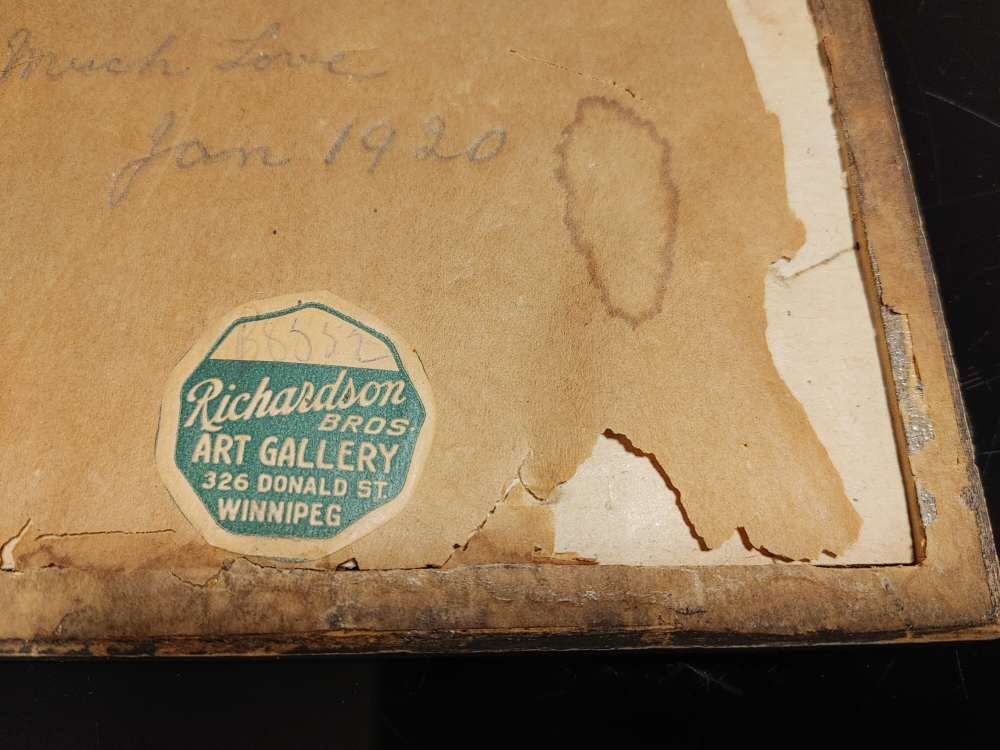 Much Love
Jan 1920
Richardson
BROS.
ART GALLERY
326 DONALD ST.
WINNIPEG